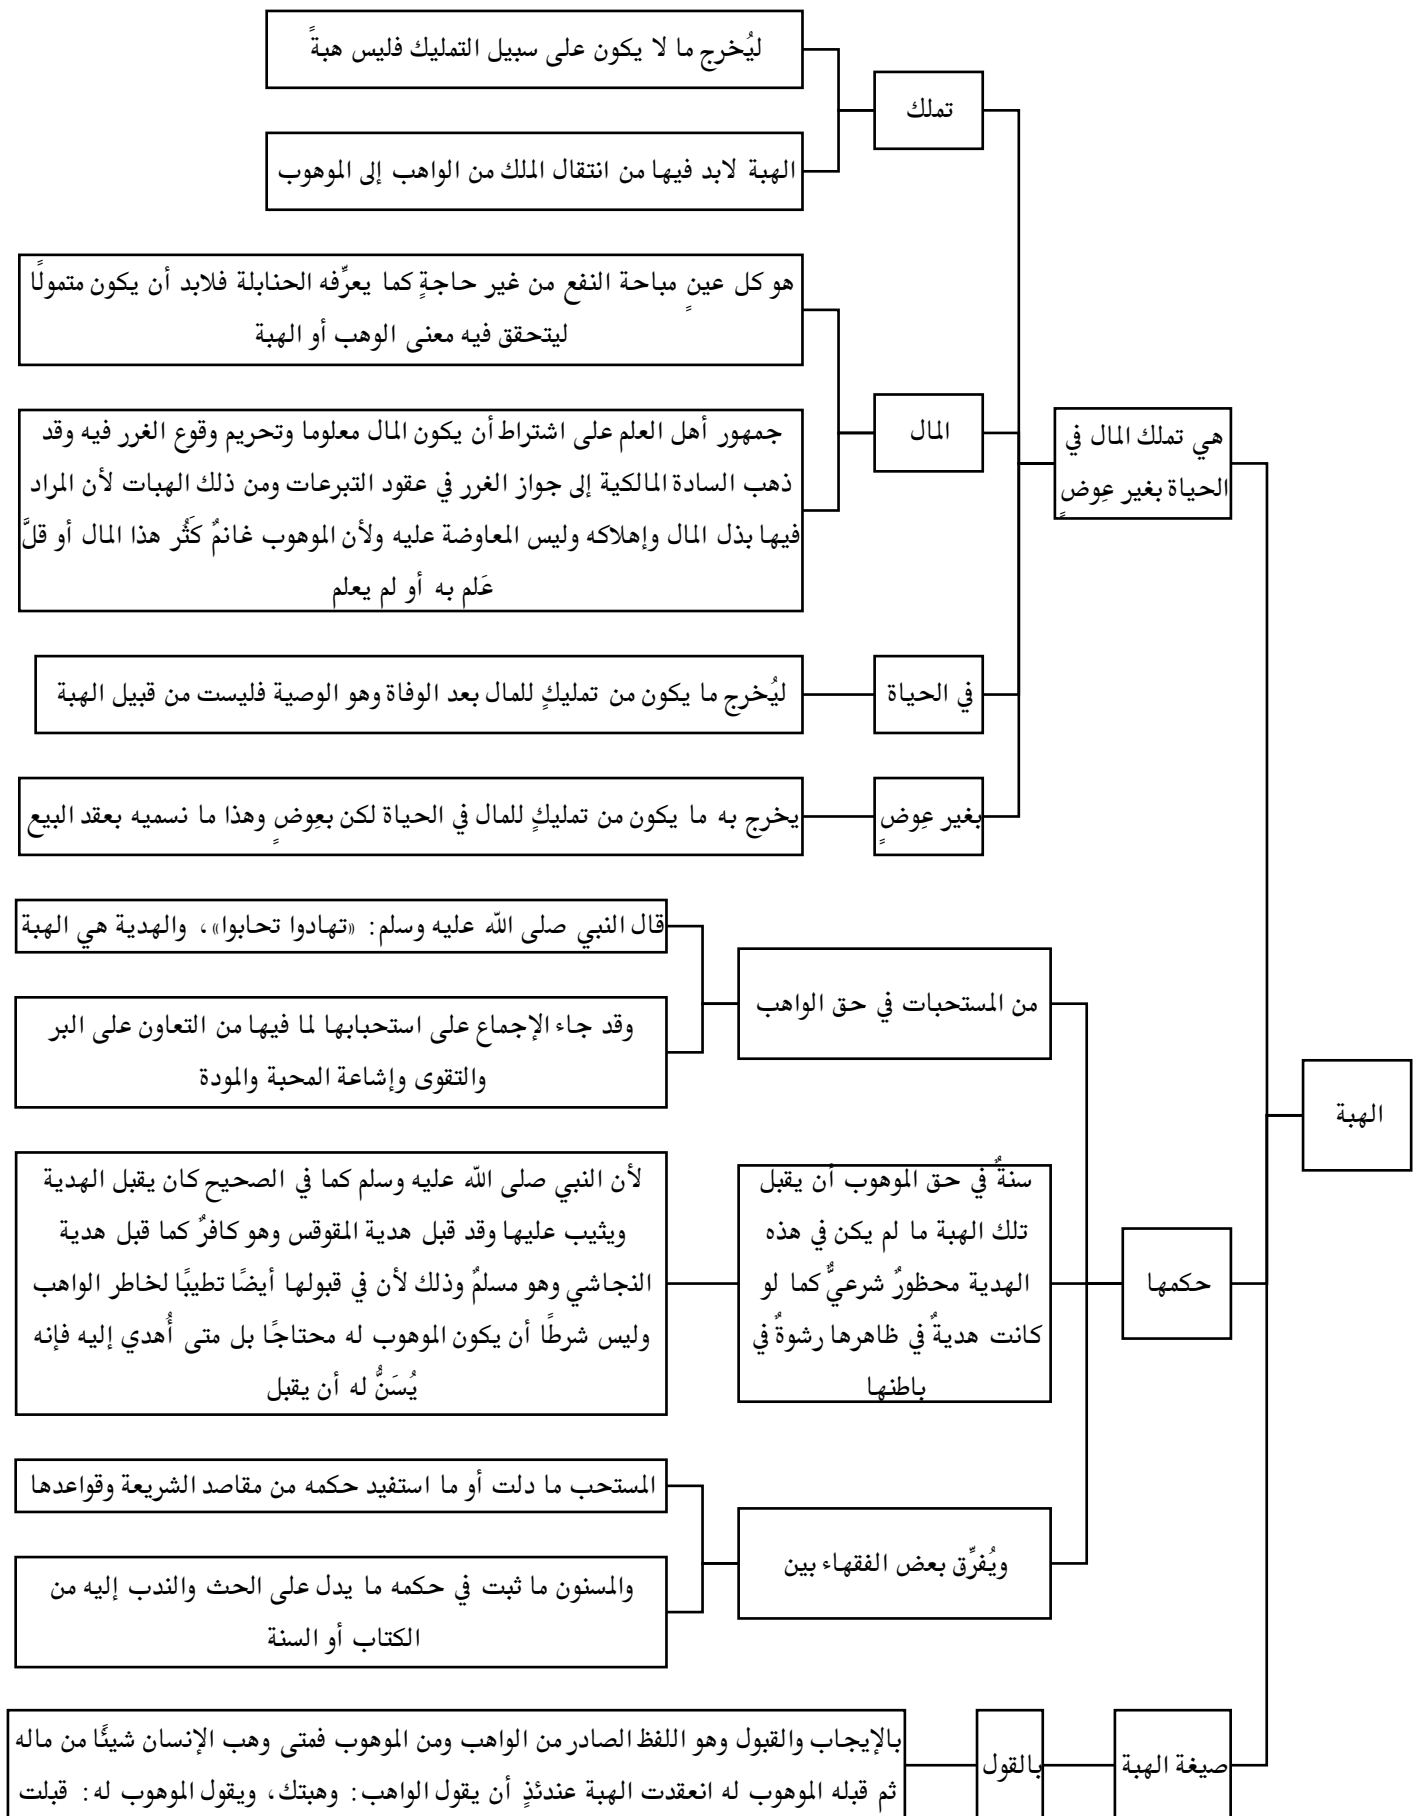 الهبة
هي تملك المال في
الحياة بغير عِوضٍ
تملك
ليُخرج ما لا يكون على سبيل التمليك فليس هبةً
الهبة لابد فيها من انتقال الملك من الواهب إلى الموهوب
المال
هو كل عينٍ مباحة النفع من غير حاجةٍ كما يعرِّفه الحنابلة فلابد أن يكون متمولًا
ليتحقق فيه معنى الوهب أو الهبة
جمهور أهل العلم على اشتراط أن يكون المال معلوما وتحريم وقوع الغرر فيه وقد
ذهب السادة المالكية إلى جواز الغرر في عقود التبرعات ومن ذلك الهبات لأن المراد
فيها بذل المال وإهلاكه وليس المعاوضة عليه ولأن الموهوب غانمٌ كَثُر هذا المال أو قلَّ
عَلم به أو لم يعلم
في الحياة
ليُخرج ما يكون من تمليكٍ للمال بعد الوفاة وهو الوصية فليست من قبيل الهبة
بغير عِوضٍ
يخرج به ما يكون من تمليكٍ للمال في الحياة لكن بعِوضٍ وهذا ما نسميه بعقد البيع
حكمها
من المستحبات في حق الواهب
قال النبي صلى الله عليه وسلم: «تهادوا تحابوا»، والهدية هي الهبة
وقد جاء الإجماع على استحبابها لما فيها من التعاون على البر
والتقوى وإشاعة المحبة والمودة
سنةٌ في حق الموهوب أن يقبل
تلك الهبة ما لم يكن في هذه
الهدية محظورٌ شرعيٌّ كما لو
كانت هديةٌ في ظاهرها رشوةٌ في
باطنها
لأن النبي صلى الله عليه وسلم كما في الصحيح كان يقبل الهدية
ويثيب عليها وقد قبل هدية المقوقس وهو كافرٌ كما قبل هدية
النجاشي وهو مسلمٌ وذلك لأن في قبولها أيضًا تطيبًا لخاطر الواهب
وليس شرطًا أن يكون الموهوب له محتاجًا بل متى أُهدي إليه فإنه
يُسَنُّ له أن يقبل
ويُفرِّق بعض الفقهاء بين
المستحب ما دلت أو ما استفيد حكمه من مقاصد الشريعة وقواعدها
والمسنون ما ثبت في حكمه ما يدل على الحث والندب إليه من
الكتاب أو السنة
صيغة الهبة
بالقول
بالإيجاب والقبول وهو اللفظ الصادر من الواهب ومن الموهوب فمتى وهب الإنسان شيئًا من ماله
ثم قبله الموهوب له انعقدت الهبة عندئذٍ أن يقول الواهب: وهبتك، ويقول الموهوب له: قبلت